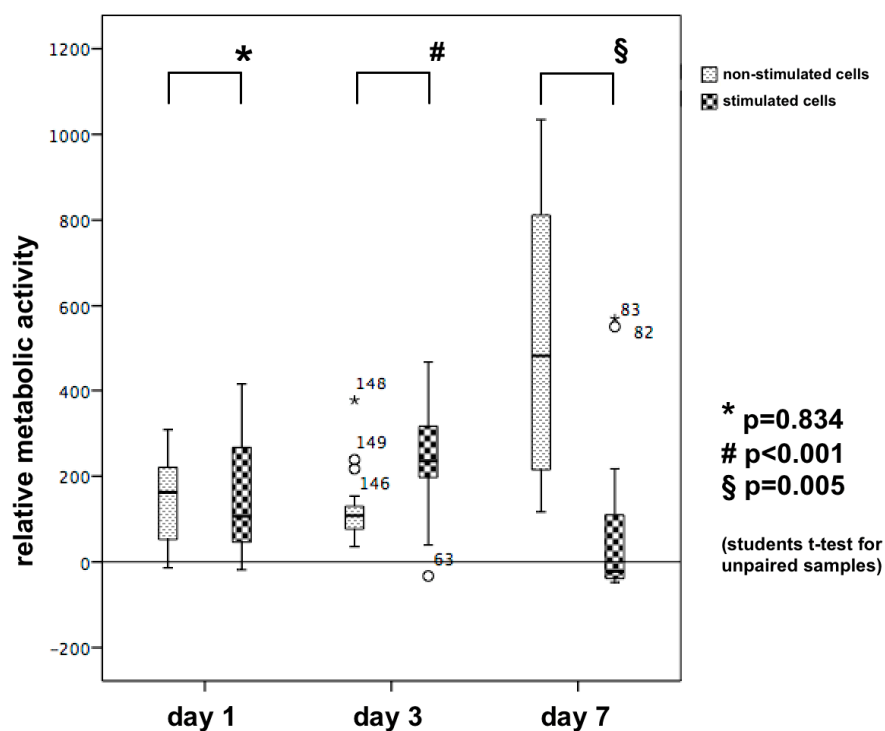 relative metabolic activity
1200
1000
800
600
400
200
0
-200
*
#
§
148
149
146
63
83
82
day 1
day 3
day 7
non-stimulated cells
stimulated cells
* p=0.834
# p<0.001
§ p=0.005
(students t-test for
unpaired samples)